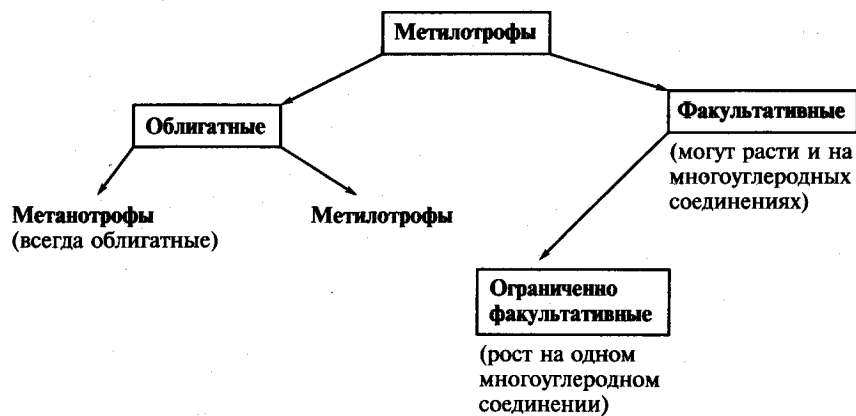 Метилотрофы
Облигатные
Факультативные
(могут расти и на
многоуглеродных
соединениях)
Метанотрофы
(всегда облигатные)
Метилотрофы
Ограниченно
факультативные
(рост на одном
многоуглеродном
соединении)